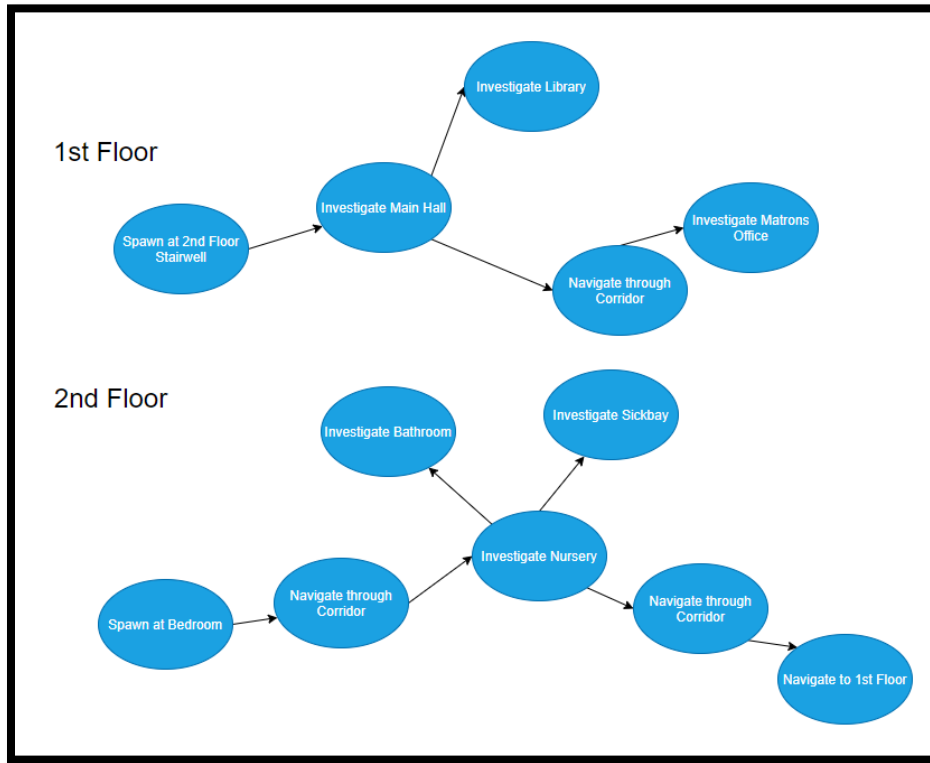 1st Floor
Investigate Library
Investigate Main Hall
Spawn at 2nd Floor
Stairwell
Investigate Matrons
Office
Navigate through
Corridor
2nd Floor
Investigate Bathroom
Investigate Sickbay
Investigate Nursery
Spawn at Bedroom
Navigate through
Corridor
Navigate through
Corridor
Navigate to 1st Floor